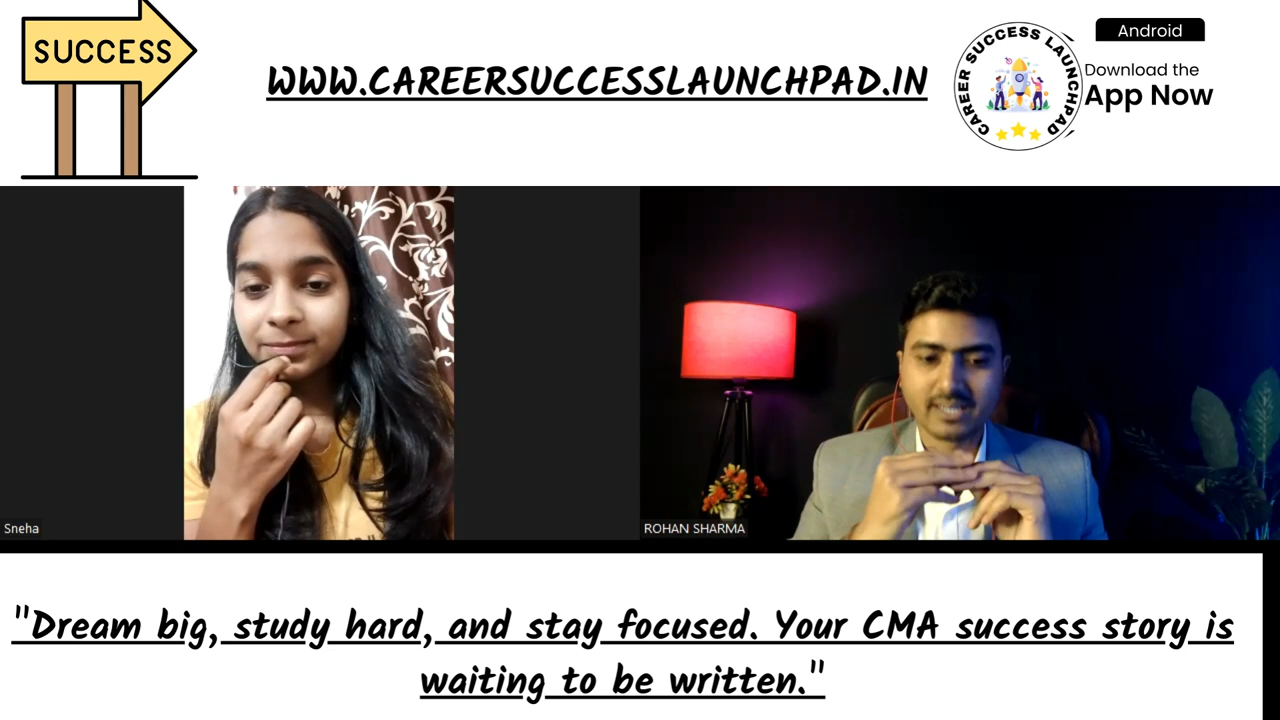 SUCCESS
WWW.CAREERSUCCESSLAUNCHPAD.IN
CAREER SUCCESS LAUNCHPAD
Android
Download the
App Now
Sneha
ROHAN SHARMA
"Dream big, study hard, and stay focused. Your CMA success story is
waiting to be written."